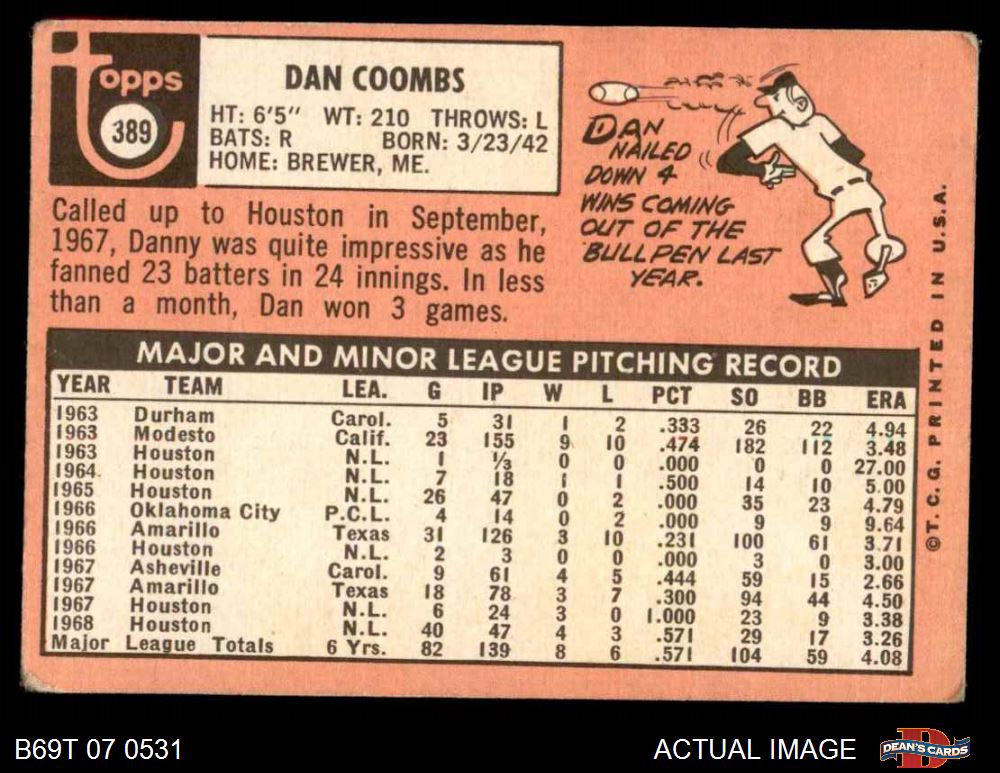 topps
389
DAN COOMBS
HT: 6'5" WT: 210 THROWS: L
BATS: R BORN: 3/23/42
HOME: BREWER, ME.
DAN
NAILED
DOWN 4
WINS COMING
OUT OF THE
BULLPEN LAST
YEAR.
Called up to Houston in September,
1967, Danny was quite impressive as he
fanned 23 batters in 24 innings. In less
than a month, Dan won 3 games.
MAJOR AND MINOR LEAGUE PITCHING RECORD
YEAR TEAM LEA. G IP W L PCT SO BB ERA
1963 Durham Carol. 5 31 1 2 .333 26 22 4.94
1963 Modesto Calif. 23 155 9 10 .474 182 112 3.48
1963 Houston N.L. 1 ⅓ 0 0 .000 0 0 27.00
1964 Houston N.L. 7 18 1 1 .500 14 10 5.00
1965 Houston N.L. 26 47 0 2 .000 35 23 4.79
1966 Oklahoma City P.C.L. 4 14 0 2 .000 9 9 9.64
1966 Amarillo Texas 31 126 3 10 .231 100 61 3.71
1966 Houston N.L. 2 3 0 0 .000 3 0 3.00
1967 Asheville Carol. 9 61 4 5 .444 59 15 2.66
1967 Amarillo Texas 18 78 3 7 .300 94 44 4.50
1967 Houston N.L. 6 24 3 0 1.000 23 9 3.38
1968 Houston N.L. 40 47 4 3 .571 29 17 3.26
Major League Totals 6 Yrs. 82 139 8 6 .571 104 59 4.08
©T.C.G. PRINTED IN U.S.A.
B69T 07 0531
ACTUAL IMAGE
DEAN'S CARDS